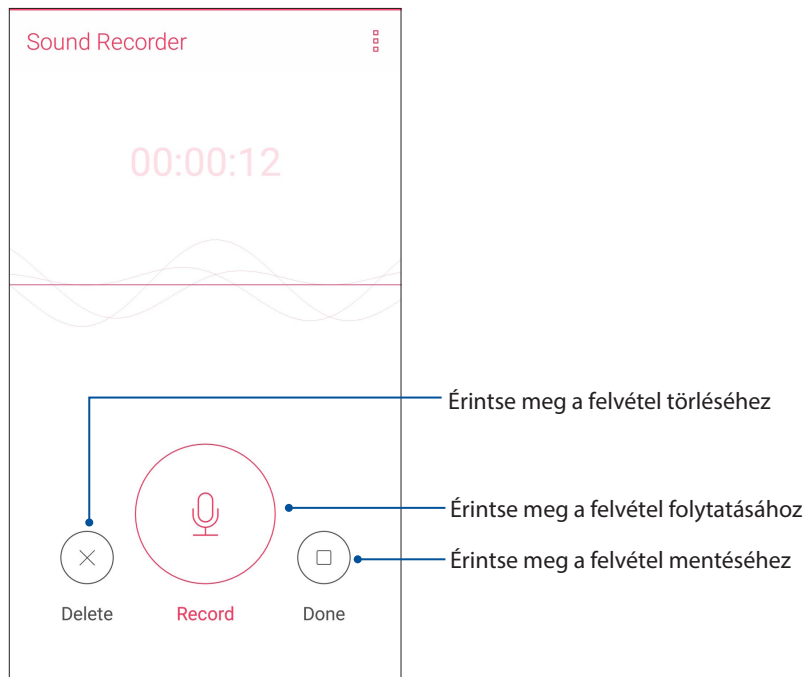 Sound Recorder
00:00:12
Érintse meg a felvétel törléséhez
Érintse meg a felvétel folytatásához
Érintse meg a felvétel mentéséhez
Delete
Record
Done